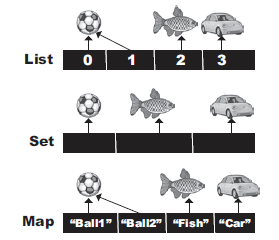 List 0 1 2 3
Set
Map "Ball1" "Ball2" "Fish" "Car"